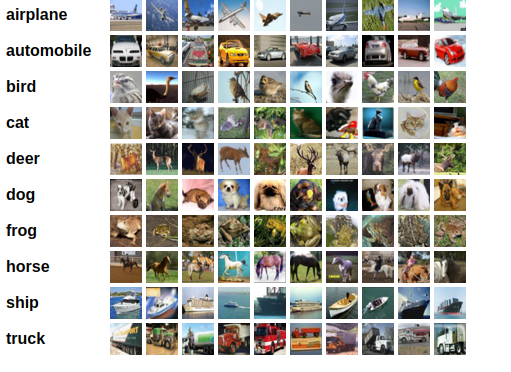 airplane
automobile
bird
cat
deer
dog
frog
horse
ship
truck